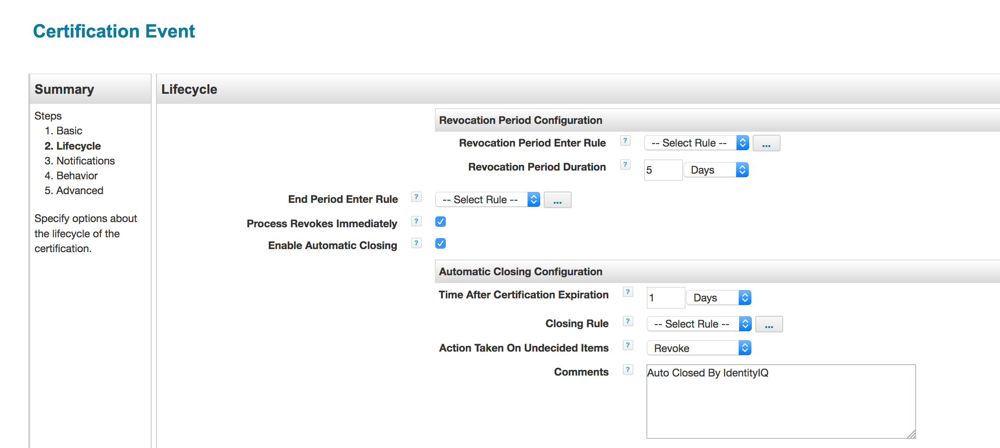 Certification Event
Summary
Steps
1. Basic
2. Lifecycle
3. Notifications
4. Behavior
5. Advanced
Specify options about
the lifecycle of the
certification.
Lifecycle
Revocation Period Configuration
Revocation Period Enter Rule ? -- Select Rule -- ...
Revocation Period Duration ? 5 Days
End Period Enter Rule ? -- Select Rule -- ...
Process Revokes Immediately ?
Enable Automatic Closing ?
Automatic Closing Configuration
Time After Certification Expiration ? 1 Days
Closing Rule ? -- Select Rule -- ...
Action Taken On Undecided Items ? Revoke
Comments ? Auto Closed By IdentityIQ